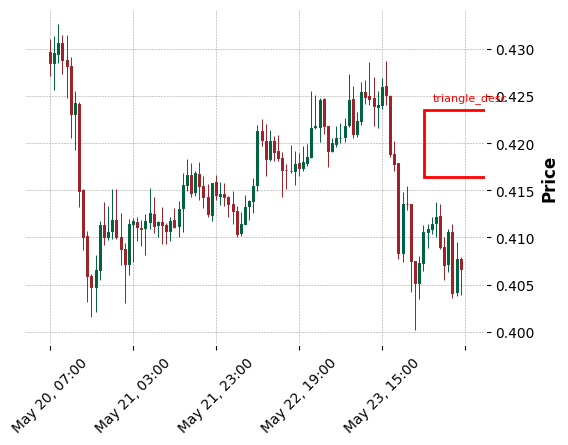 0.430
0.425
0.420
0.415
0.410
0.405
0.400
Price
triangle_desc
May 20, 07:00
May 21, 03:00
May 21, 23:00
May 22, 19:00
May 23, 15:00